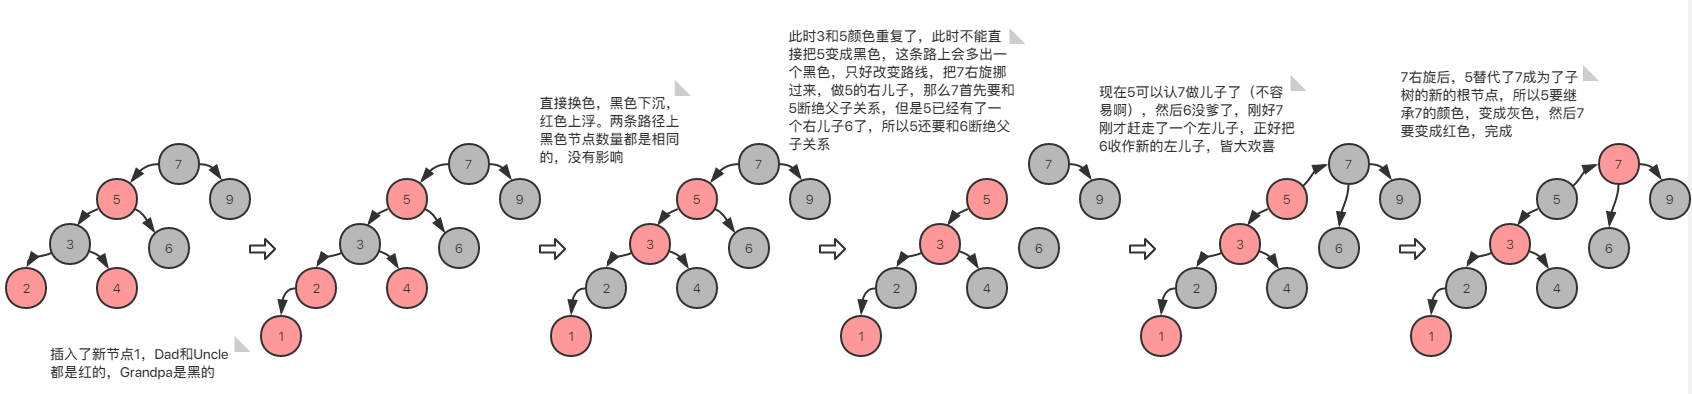 此时3和5颜色重复了，此时不能直
接把5变成黑色，这条路上会多出一
个黑色，只好改变路线，把7右旋挪
过来，做5的右儿子，那么7首先要和
5断绝父子关系，但是5已经有了一
个右儿子6了，所以5还要和6断绝父
子关系
7右旋后，5替代了7成为了子
树的新的根节点，所以5要继
承7的颜色，变成灰色，然后7
要变成红色，完成
现在5可以认7做儿子了（不容
易啊），然后6没爹了，刚好7
刚才赶走了一个左儿子，正好把
6收作新的左儿子，皆大欢喜
直接换色，黑色下沉，
红色上浮。两条路径上
黑色节点数量都是相同
的，没有影响
7
5
9
3
6
2
4
7
5
9
3
6
2
4
1
7
5
9
3
6
2
4
1
7
5
9
3
6
2
4
1
7
5
9
3
6
2
4
1
7
5
9
3
6
2
4
1
插入了新节点1，Dad和Uncle
都是红的，Grandpa是黑的